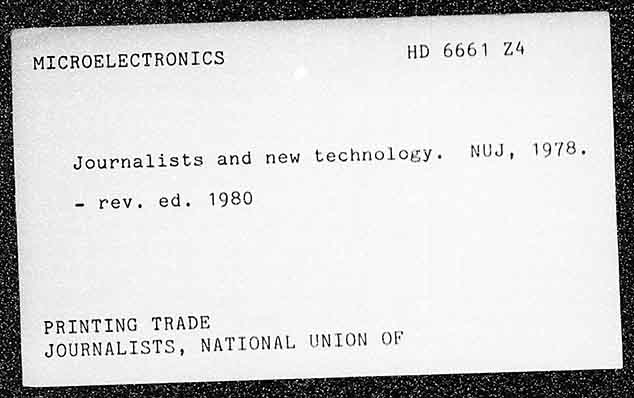 MICROELECTRONICS HD 6661 Z4
Journalists and new technology. NUJ, 1978.
- rev. ed. 1980
PRINTING TRADE
JOURNALISTS, NATIONAL UNION OF